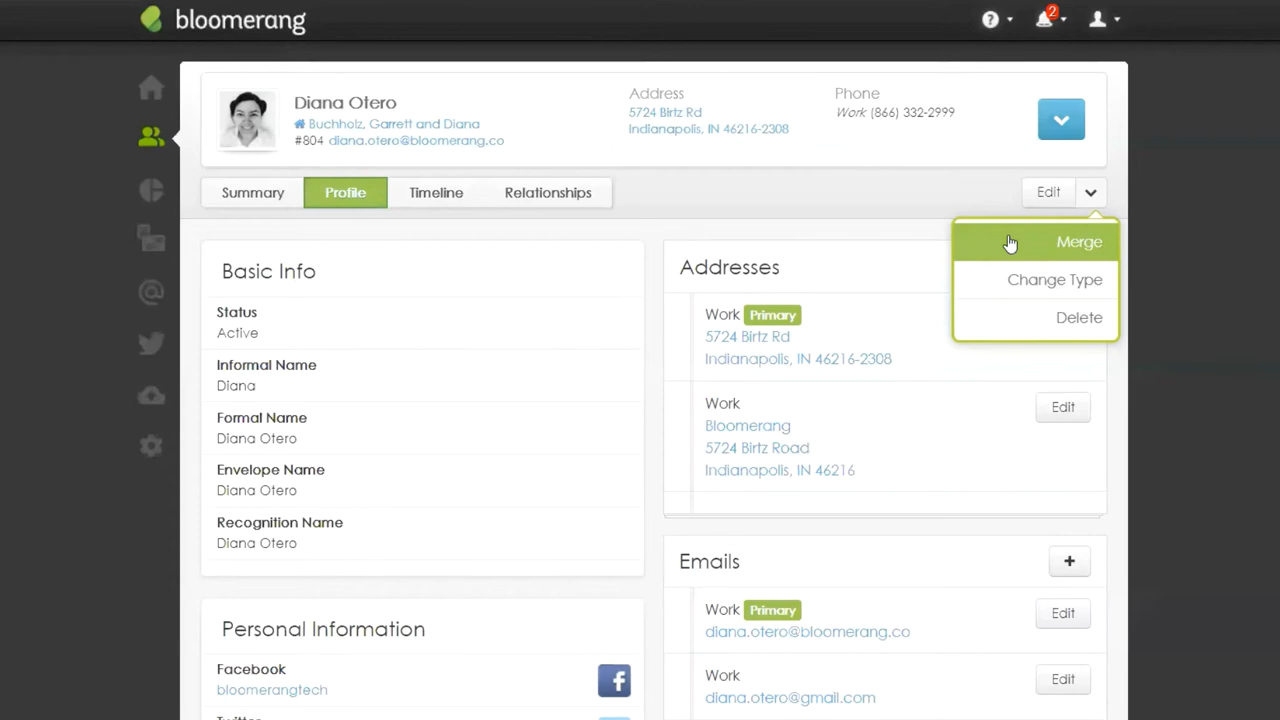 bloomerang
2
Diana Otero
Buchholz, Garrett and Diana
#804 diana.otero@bloomerang.co
Address
5724 Birtz Rd
Indianapolis, IN 46216-2308
Phone
Work (866) 332-2999
Summary
Profile
Timeline
Relationships
Edit
Merge
Change Type
Delete
Basic Info
Status
Active
Informal Name
Diana
Formal Name
Diana Otero
Envelope Name
Diana Otero
Recognition Name
Diana Otero
Personal Information
Facebook
bloomerangtech
Twitter
Addresses
Work Primary
5724 Birtz Rd
Indianapolis, IN 46216-2308
Work
Edit
Bloomerang
5724 Birtz Road
Indianapolis, IN 46216
Emails
+
Work Primary
Edit
diana.otero@bloomerang.co
Work
Edit
diana.otero@gmail.com